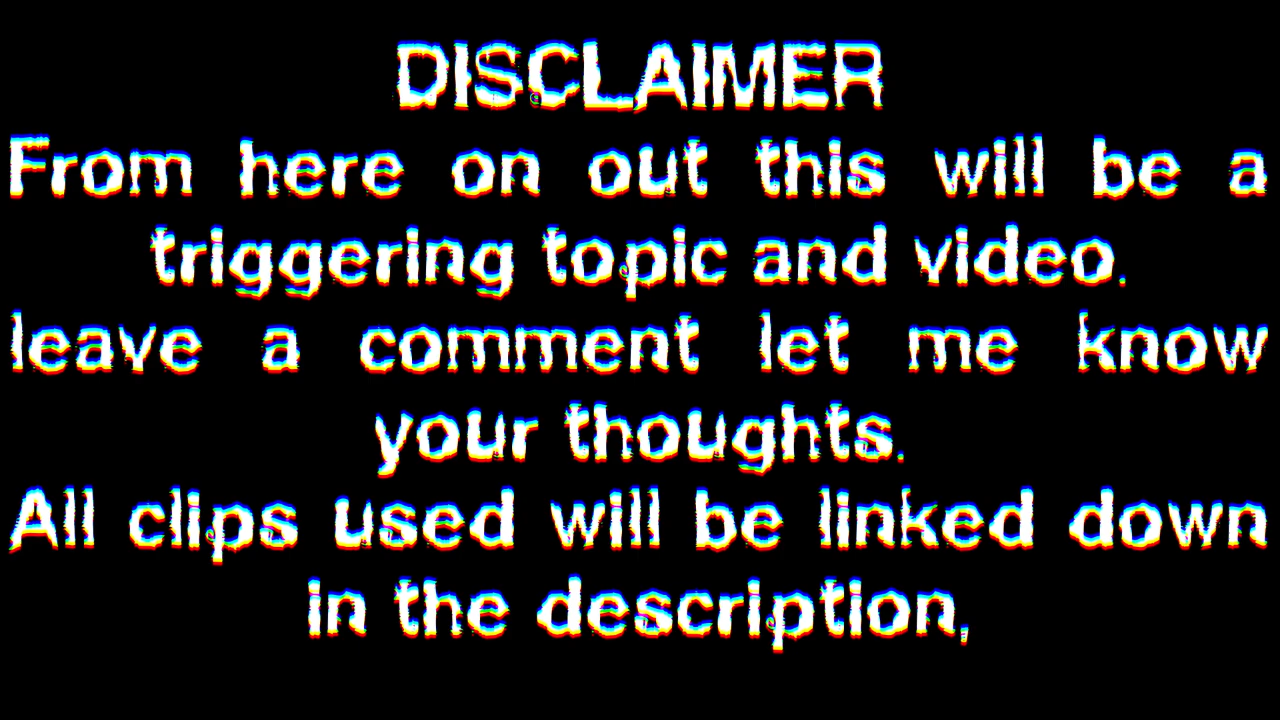 DISCLAIMER
From here on out this will be a
triggering topic and video.
leave a comment let me know
your thoughts.
All clips used will be linked down
in the description,